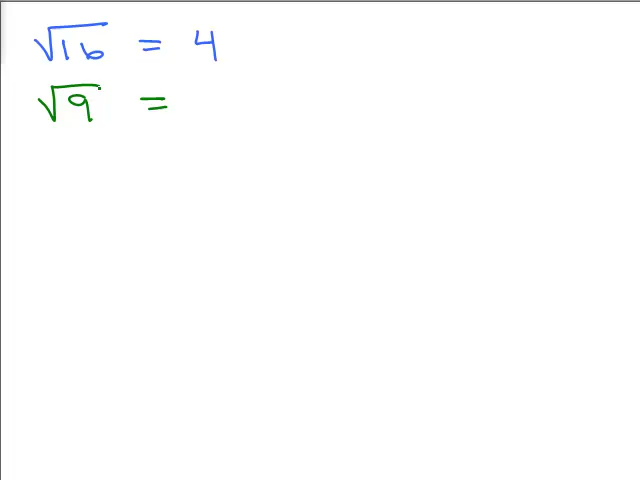 √16 = 4
√9 =